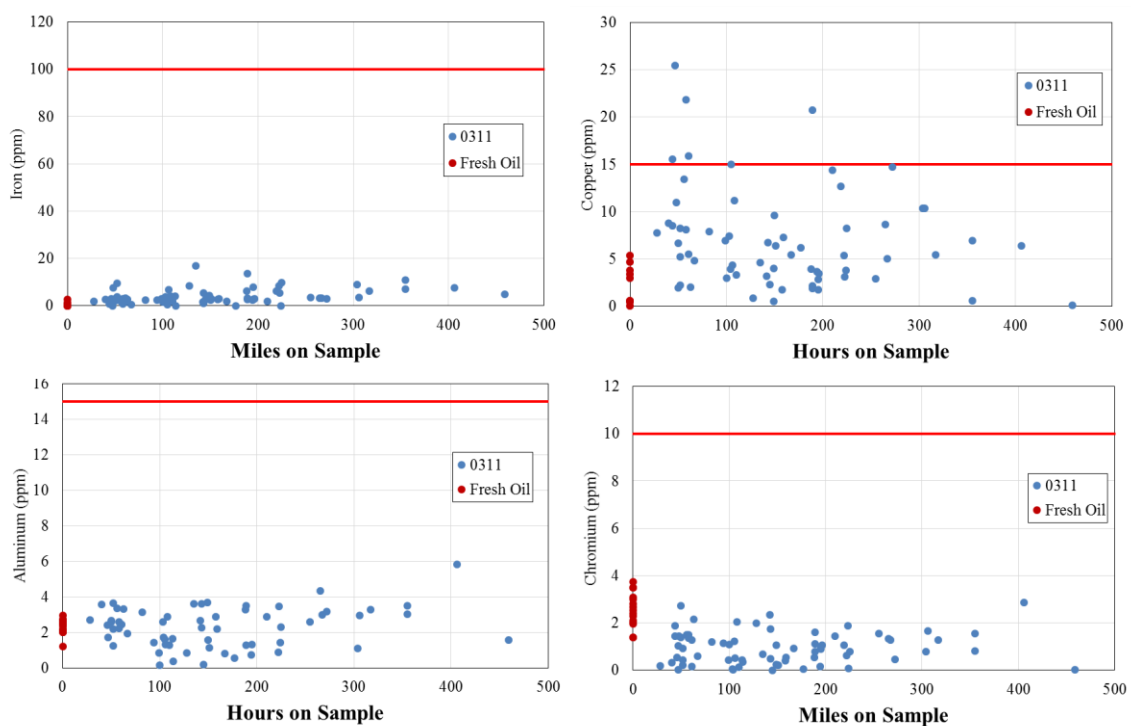 120
100
80
60
40
20
0
Iron (ppm)
0311
Fresh Oil
0 100 200 300 400 500
Miles on Sample
30
25
20
15
10
5
0
Copper (ppm)
0311
Fresh Oil
0 100 200 300 400 500
Hours on Sample
16
14
12
10
8
6
4
2
0
Aluminum (ppm)
0311
Fresh Oil
0 100 200 300 400 500
Hours on Sample
12
10
8
6
4
2
0
Chromium (ppm)
0311
Fresh Oil
0 100 200 300 400 500
Miles on Sample